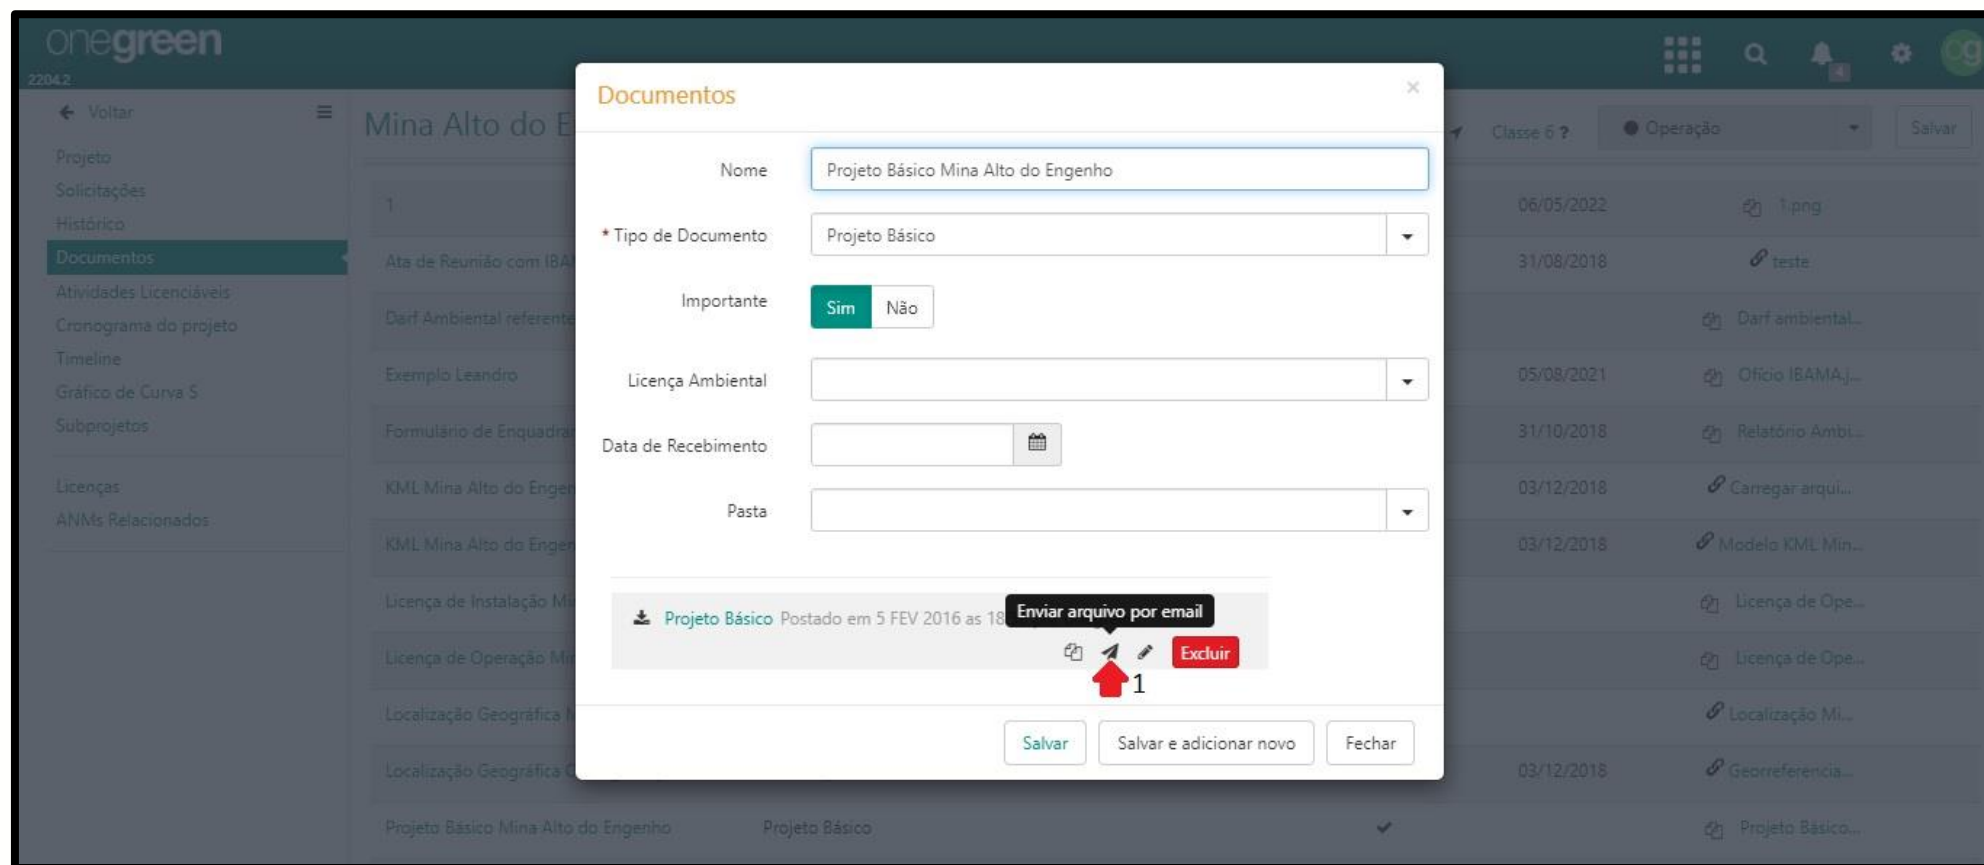 onegreen
2204.2
4
og
Voltar
Projeto
Solicitações
Histórico
Documentos
Atividades Licenciáveis
Cronograma do projeto
Timeline
Gráfico de Curva S
Subprojetos
Licenças
ANMs Relacionados
Mina Alto do E
Classe 6 ?
Operação
Salvar
1
06/05/2022
1.png
Ata de Reunião com IBA
31/08/2018
teste
Darf Ambiental referente
Darf ambiental...
Exemplo Leandro
05/08/2021
Ofício IBAMA.j...
Formulário de Enquadra
31/10/2018
Relatório Ambi...
KML Mina Alto do Engen
03/12/2018
Carregar arqui...
KML Mina Alto do Engen
03/12/2018
Modelo KML Min...
Licença de Instalação Mi
Licença de Ope...
Licença de Operação Min
Licença de Ope...
Localização Geográfica
Localização Mi...
Localização Geográfica
03/12/2018
Georreferencia...
Projeto Básico Mina Alto do Engenho
Projeto Básico
Projeto Básico...
Documentos
×
Nome
Projeto Básico Mina Alto do Engenho
* Tipo de Documento
Projeto Básico
Importante
Sim
Não
Licença Ambiental
Data de Recebimento
Pasta
Projeto Básico Postado em 5 FEV 2016 as 18
Enviar arquivo por email
Excluir
1
Salvar
Salvar e adicionar novo
Fechar